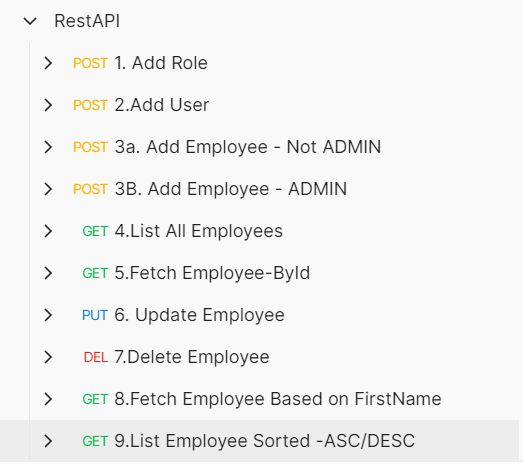 RestAPI
POST 1. Add Role
POST 2.Add User
POST 3a. Add Employee - Not ADMIN
POST 3B. Add Employee - ADMIN
GET 4.List All Employees
GET 5.Fetch Employee-ById
PUT 6. Update Employee
DEL 7.Delete Employee
GET 8.Fetch Employee Based on FirstName
GET 9.List Employee Sorted -ASC/DESC